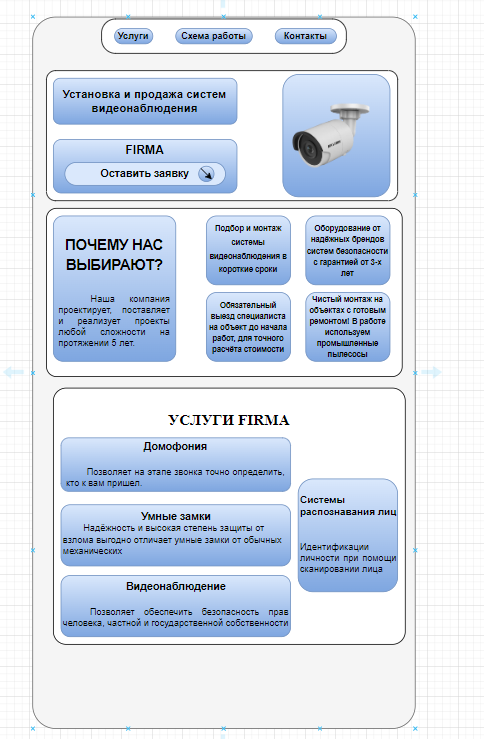 Услуги
Схема работы
Контакты
Установка и продажа систем
видеонаблюдения
FIRMA
Оставить заявку
ПОЧЕМУ НАС
ВЫБИРАЮТ?
Наша компания
проектирует, поставляет
и реализует проекты
любой сложности на
протяжении 5 лет.
Подбор и монтаж
системы
видеонаблюдения в
короткие сроки
Оборудование от
надёжных брендов
систем безопасности
с гарантией от 3-х
лет
Обязательный
выезд специалиста
на объект до начала
работ, для точного
расчёта стоимости
Чистый монтаж на
объектах с готовым
ремонтом! В работе
используем
промышленные
пылесосы
УСЛУГИ FIRMA
Домофония
Позволяет на этапе звонка точно определить,
кто к вам пришел.
Умные замки
Надёжность и высокая степень защиты от
взлома выгодно отличает умные замки от обычных
механических
Видеонаблюдение
Позволяет обеспечить безопасность прав
человека, частной и государственной собственности
Системы
распознавания лиц
Идентификации
личности при помощи
сканировании лица